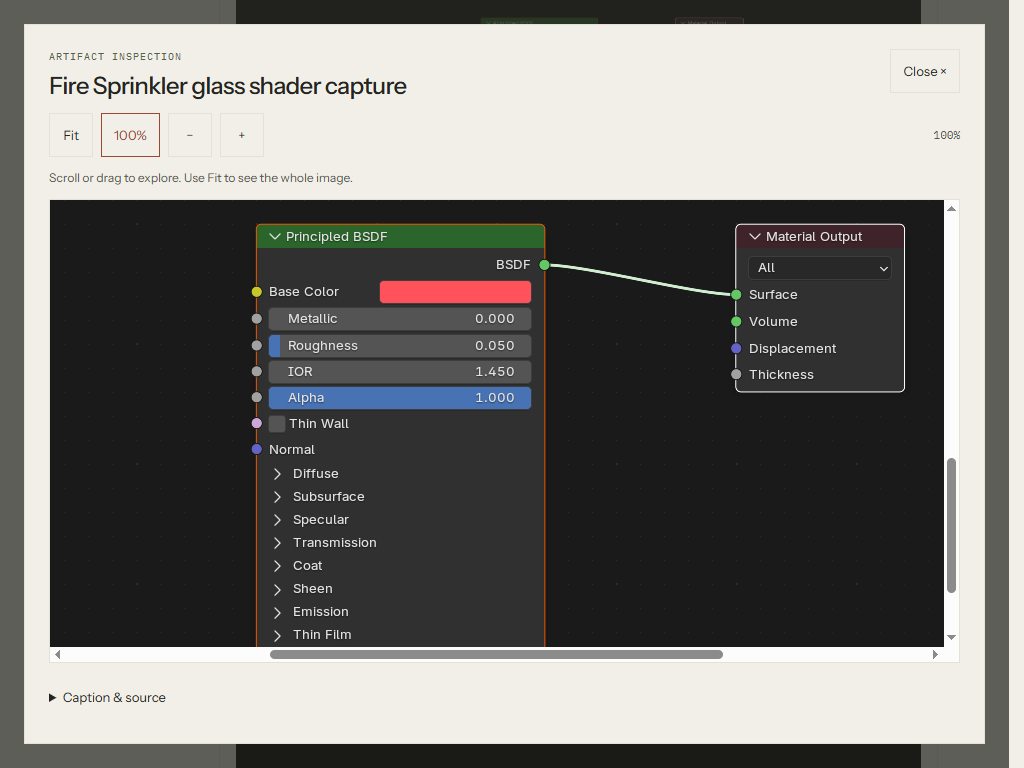 ARTIFACT INSPECTION
Fire Sprinkler glass shader capture
Close ×
Fit
100%
−
+
100%
Scroll or drag to explore. Use Fit to see the whole image.
Principled BSDF
BSDF
Base Color
Metallic 0.000
Roughness 0.050
IOR 1.450
Alpha 1.000
Thin Wall
Normal
Diffuse
Subsurface
Specular
Transmission
Coat
Sheen
Emission
Thin Film
Material Output
All
Surface
Volume
Displacement
Thickness
Caption & source